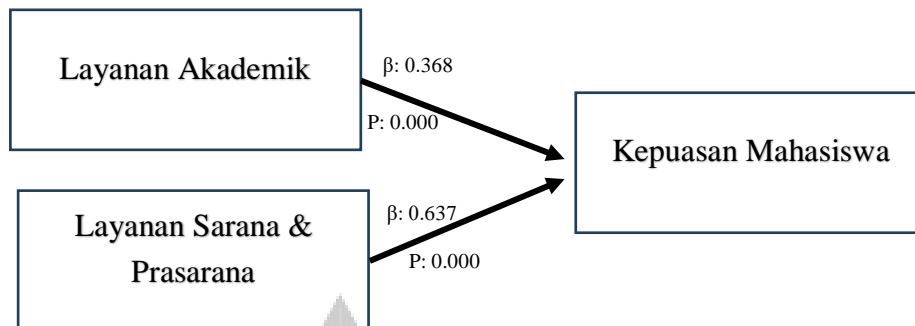 Layanan Akademik
β: 0.368
P: 0.000
Kepuasan Mahasiswa
Layanan Sarana &
Prasarana
β: 0.637
P: 0.000